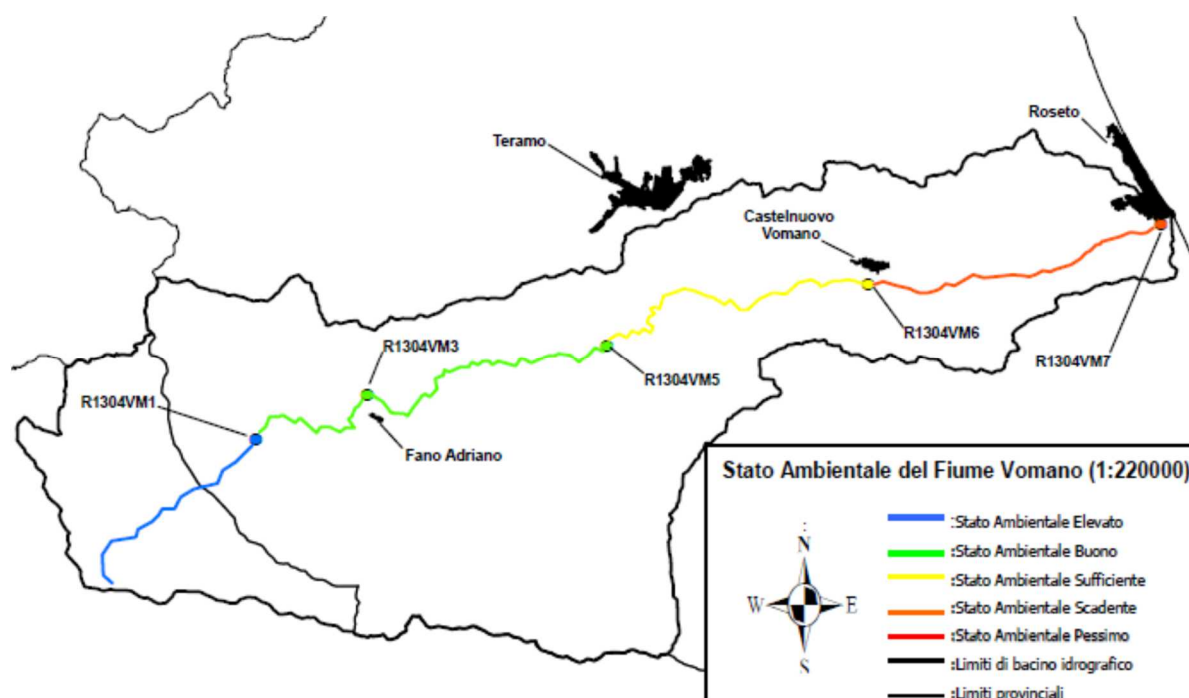 Roseto
Teramo
Castelnuovo
Vomano
R1304VM6
R1304VM7
R1304VM3
R1304VM5
R1304VM1
Fano Adriano
Stato Ambientale del Fiume Vomano (1:220000)
:
N
W
E
S
:Stato Ambientale Elevato
:Stato Ambientale Buono
:Stato Ambientale Sufficiente
:Stato Ambientale Scadente
:Stato Ambientale Pessimo
:Limiti di bacino idrografico
:Limiti provinciali